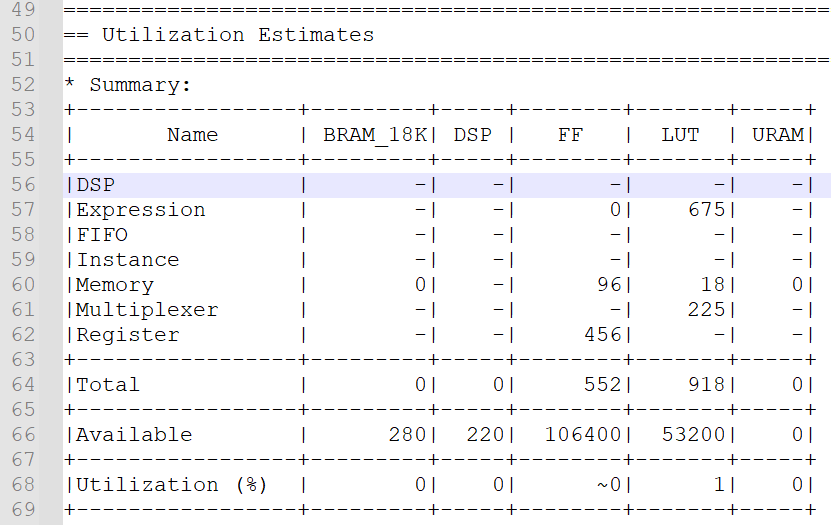 49 ================================================================
50 == Utilization Estimates
51 ================================================================
52 * Summary:
53 +-----------------+---------+-----+--------+-------+-----+
54 |       Name      | BRAM_18K| DSP |   FF   |  LUT  | URAM|
55 +-----------------+---------+-----+--------+-------+-----+
56 |DSP              |        -|    -|       -|      -|    -|
57 |Expression       |        -|    -|       0|    675|    -|
58 |FIFO             |        -|    -|       -|      -|    -|
59 |Instance         |        -|    -|       -|      -|    -|
60 |Memory           |        0|    -|      96|     18|    0|
61 |Multiplexer      |        -|    -|       -|    225|    -|
62 |Register         |        -|    -|     456|      -|    -|
63 +-----------------+---------+-----+--------+-------+-----+
64 |Total            |        0|    0|     552|    918|    0|
65 +-----------------+---------+-----+--------+-------+-----+
66 |Available        |      280|  220|  106400|  53200|    0|
67 +-----------------+---------+-----+--------+-------+-----+
68 |Utilization (%)  |        0|    0|      ~0|      1|    0|
69 +-----------------+---------+-----+--------+-------+-----+